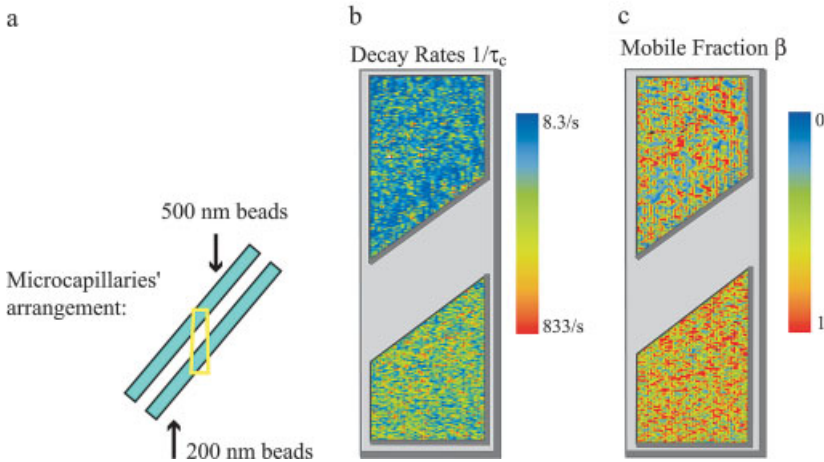 a
500 nm beads
Microcapillaries'
arrangement:
200 nm beads
b
Decay Rates 1/τc
8.3/s
833/s
c
Mobile Fraction β
0
1